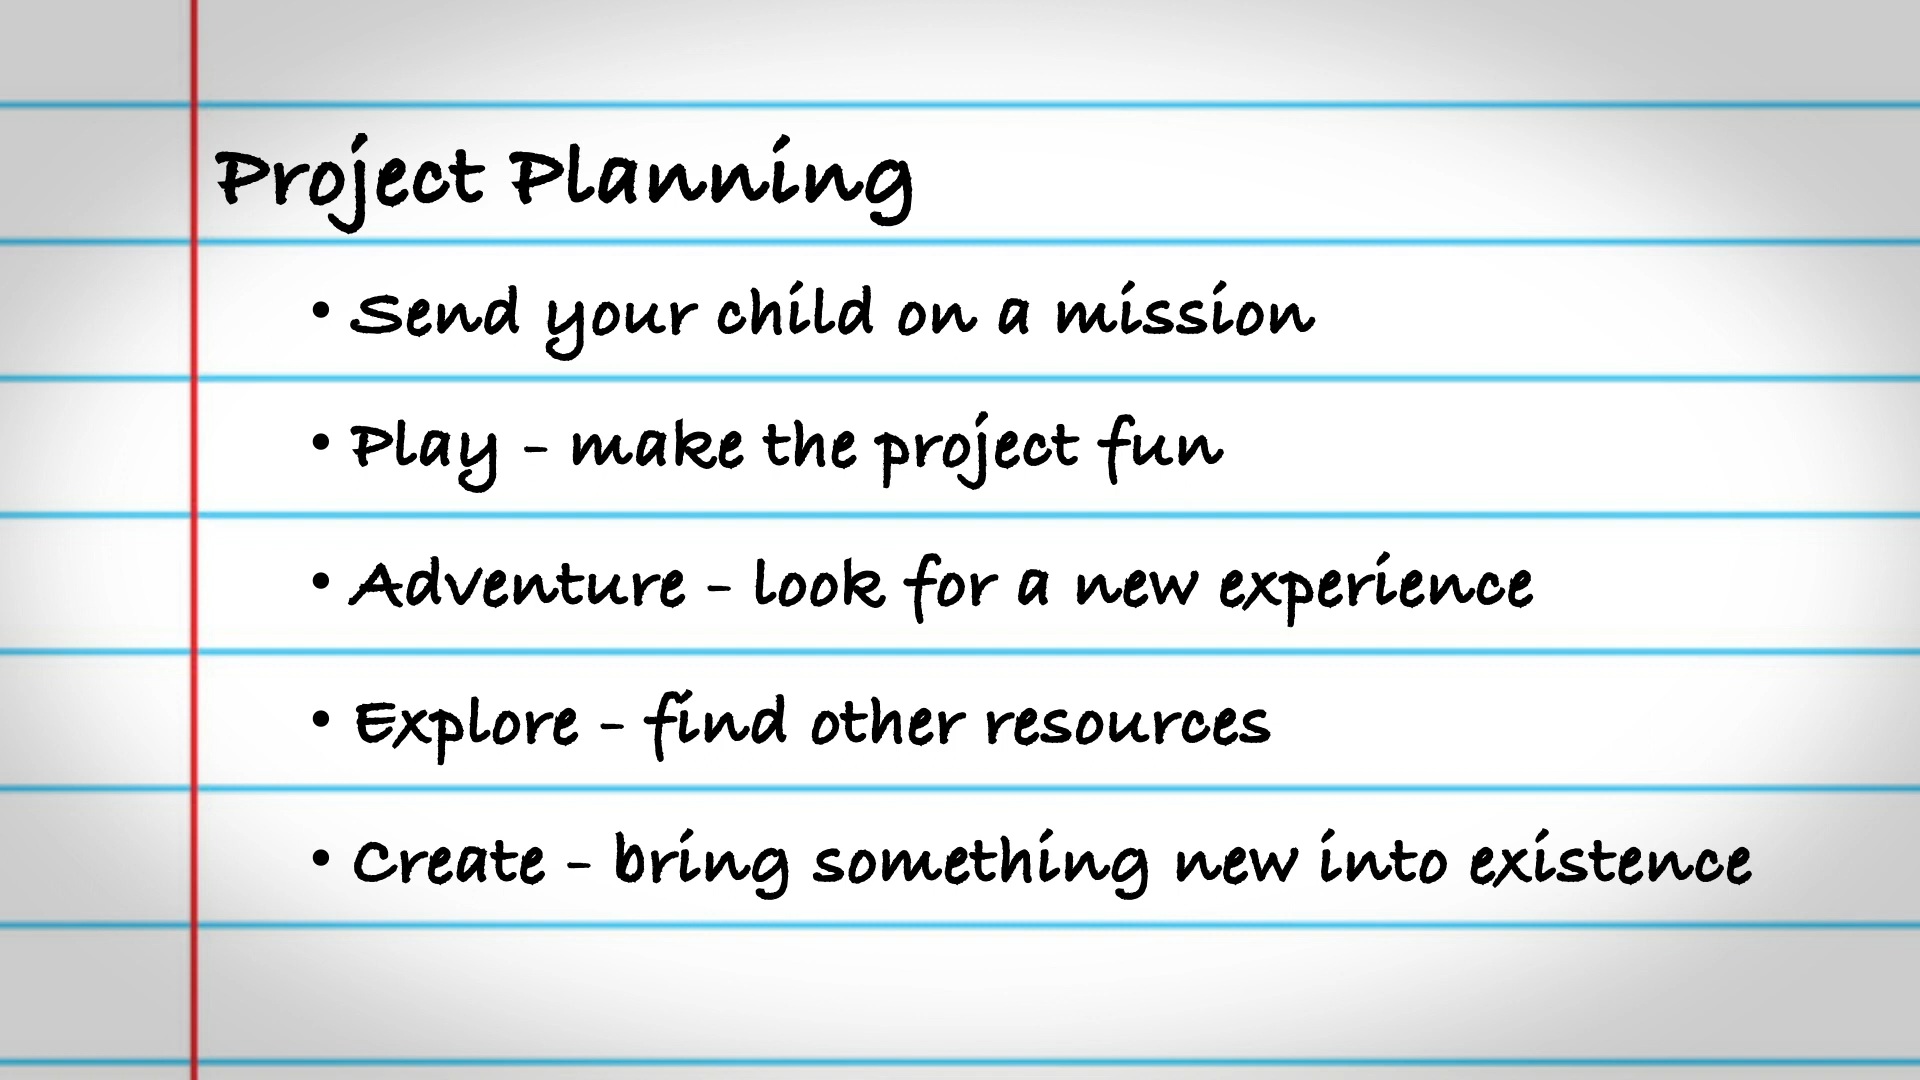 Project Planning
• Send your child on a mission
• Play - make the project fun
• Adventure - look for a new experience
• Explore - find other resources
• Create - bring something new into existence